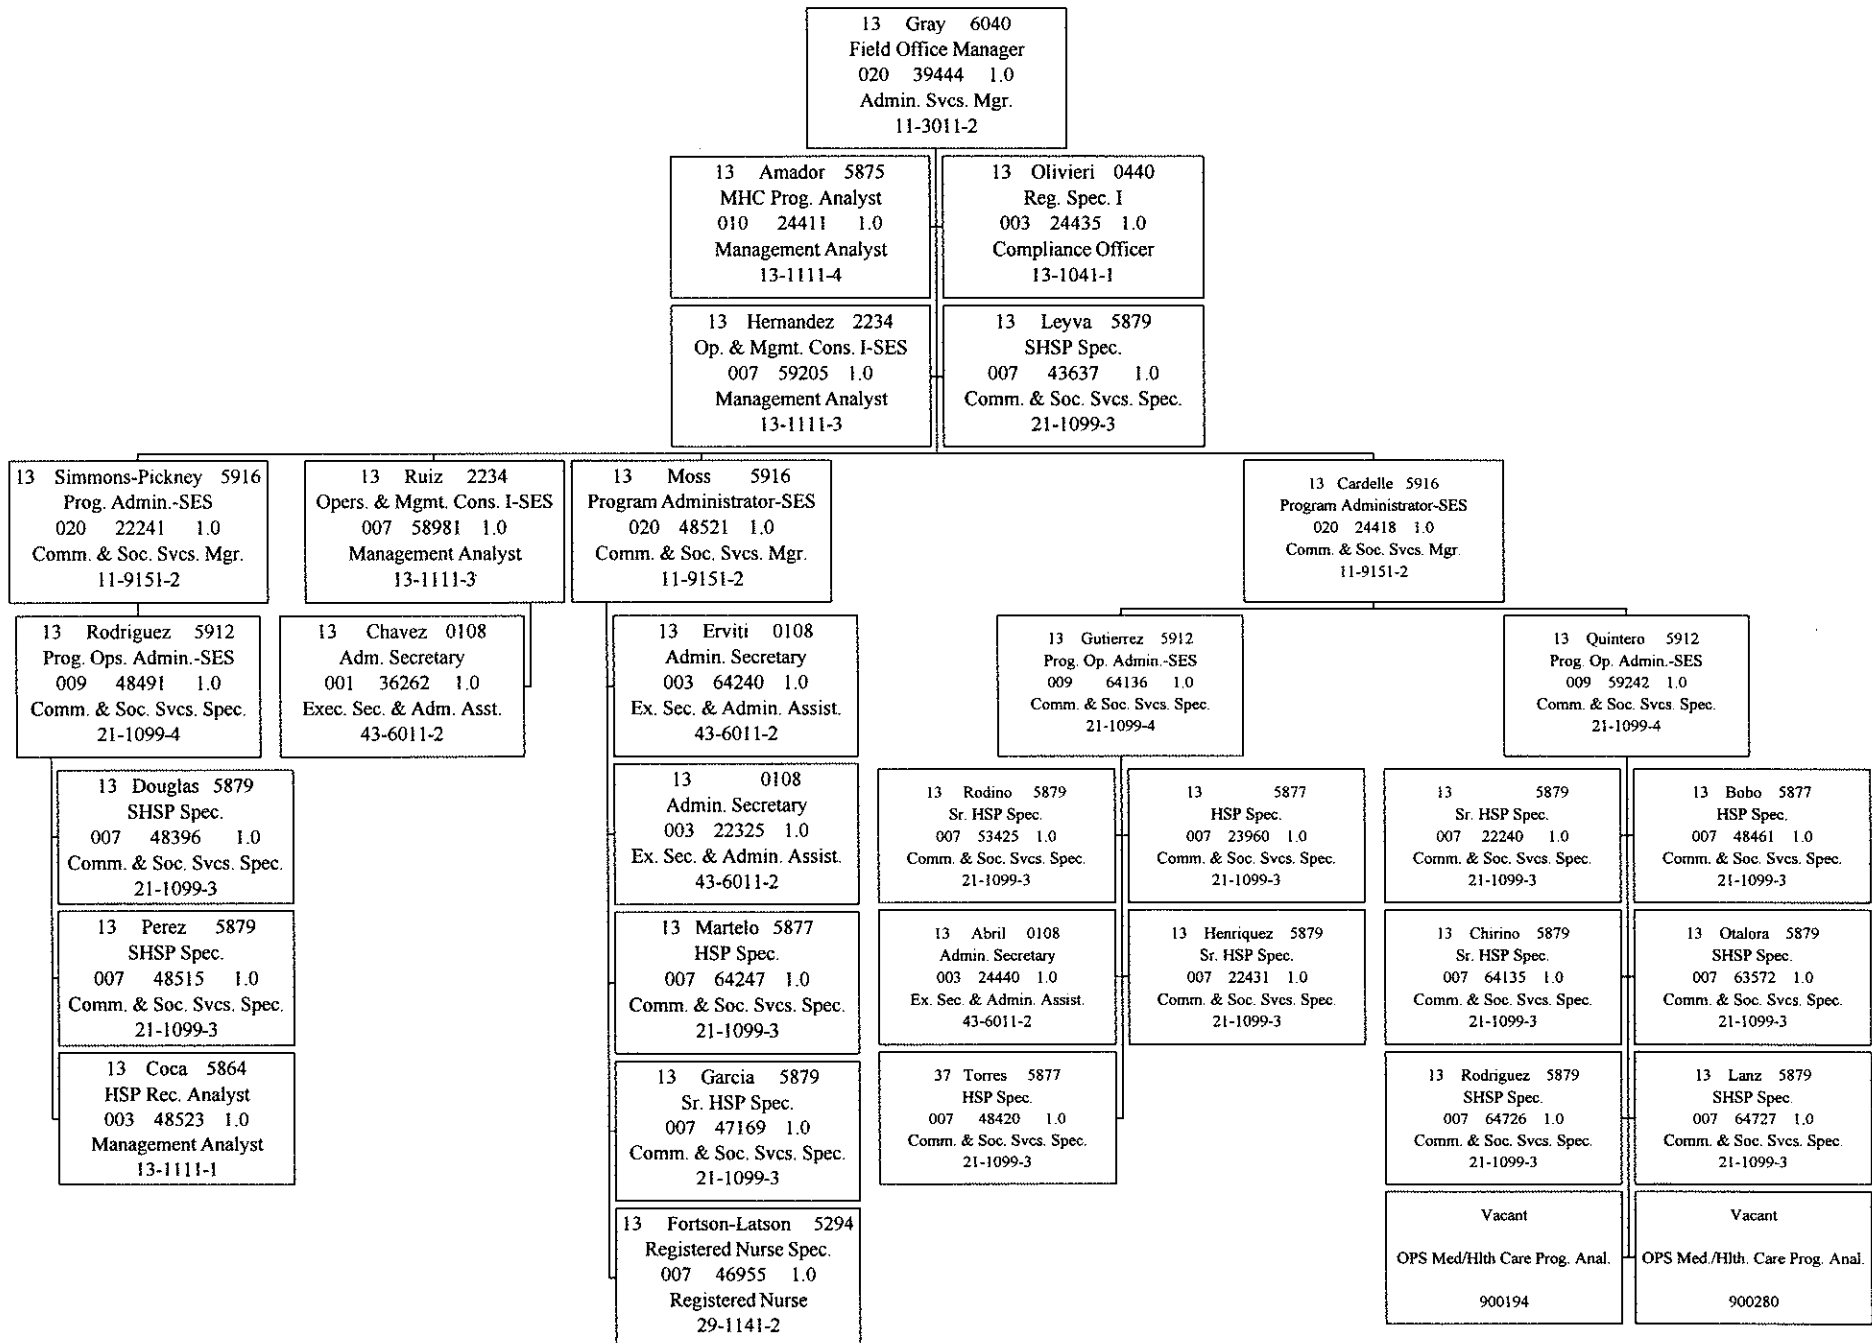 13 Gray 6040
Field Office Manager
020 39444 1.0
Admin. Svcs. Mgr.
11-3011-2
13 Amador 5875
MHC Prog. Analyst
010 24411 1.0
Management Analyst
13-1111-4
13 Olivieri 0440
Reg. Spec. I
003 24435 1.0
Compliance Officer
13-1041-1
13 Hernandez 2234
Op. & Mgmt. Cons. I-SES
007 59205 1.0
Management Analyst
13-1111-3
13 Leyva 5879
SHSP Spec.
007 43637 1.0
Comm. & Soc. Svcs. Spec.
21-1099-3
13 Simmons-Pickney 5916
Prog. Admin.-SES
020 22241 1.0
Comm. & Soc. Svcs. Mgr.
11-9151-2
13 Ruiz 2234
Opers. & Mgmt. Cons. I-SES
007 58981 1.0
Management Analyst
13-1111-3
13 Moss 5916
Program Administrator-SES
020 48521 1.0
Comm. & Soc. Svcs. Mgr.
11-9151-2
13 Cardelle 5916
Program Administrator-SES
020 24418 1.0
Comm. & Soc. Svcs. Mgr.
11-9151-2
13 Rodriguez 5912
Prog. Ops. Admin.-SES
009 48491 1.0
Comm. & Soc. Svcs. Spec.
21-1099-4
13 Chavez 0108
Adm. Secretary
001 36262 1.0
Exec. Sec. & Adm. Asst.
43-6011-2
13 Erviti 0108
Admin. Secretary
003 64240 1.0
Ex. Sec. & Admin. Assist.
43-6011-2
13 Gutierrez 5912
Prog. Op. Admin.-SES
009 64136 1.0
Comm. & Soc. Svcs. Spec.
21-1099-4
13 Quintero 5912
Prog. Op. Admin.-SES
009 59242 1.0
Comm. & Soc. Svcs. Spec.
21-1099-4
13 Douglas 5879
SHSP Spec.
007 48396 1.0
Comm. & Soc. Svcs. Spec.
21-1099-3
13 0108
Admin. Secretary
003 22325 1.0
Ex. Sec. & Admin. Assist.
43-6011-2
13 Rodino 5879
Sr. HSP Spec.
007 53425 1.0
Comm. & Soc. Svcs. Spec.
21-1099-3
13 5877
HSP Spec.
007 23960 1.0
Comm. & Soc. Svcs. Spec.
21-1099-3
13 5879
Sr. HSP Spec.
007 22240 1.0
Comm. & Soc. Svcs. Spec.
21-1099-3
13 Bobo 5877
HSP Spec.
007 48461 1.0
Comm. & Soc. Svcs. Spec.
21-1099-3
13 Perez 5879
SHSP Spec.
007 48515 1.0
Comm. & Soc. Svcs. Spec.
21-1099-3
13 Martelo 5877
HSP Spec.
007 64247 1.0
Comm. & Soc. Svcs. Spec.
21-1099-3
13 Abril 0108
Admin. Secretary
003 24440 1.0
Ex. Sec. & Admin. Assist.
43-6011-2
13 Henriquez 5879
Sr. HSP Spec.
007 22431 1.0
Comm. & Soc. Svcs. Spec.
21-1099-3
13 Chirino 5879
Sr. HSP Spec.
007 64135 1.0
Comm. & Soc. Svcs. Spec.
21-1099-3
13 Otalora 5879
SHSP Spec.
007 63572 1.0
Comm. & Soc. Svcs. Spec.
21-1099-3
13 Coca 5864
HSP Rec. Analyst
003 48523 1.0
Management Analyst
13-1111-1
13 Garcia 5879
Sr. HSP Spec.
007 47169 1.0
Comm. & Soc. Svcs. Spec.
21-1099-3
37 Torres 5877
HSP Spec.
007 48420 1.0
Comm. & Soc. Svcs. Spec.
21-1099-3
13 Rodriguez 5879
SHSP Spec.
007 64726 1.0
Comm. & Soc. Svcs. Spec.
21-1099-3
13 Lanz 5879
SHSP Spec.
007 64727 1.0
Comm. & Soc. Svcs. Spec.
21-1099-3
13 Fortson-Latson 5294
Registered Nurse Spec.
007 46955 1.0
Registered Nurse
29-1141-2
Vacant
OPS Med/Hlth Care Prog. Anal.
900194
Vacant
OPS Med./Hlth. Care Prog. Anal.
900280